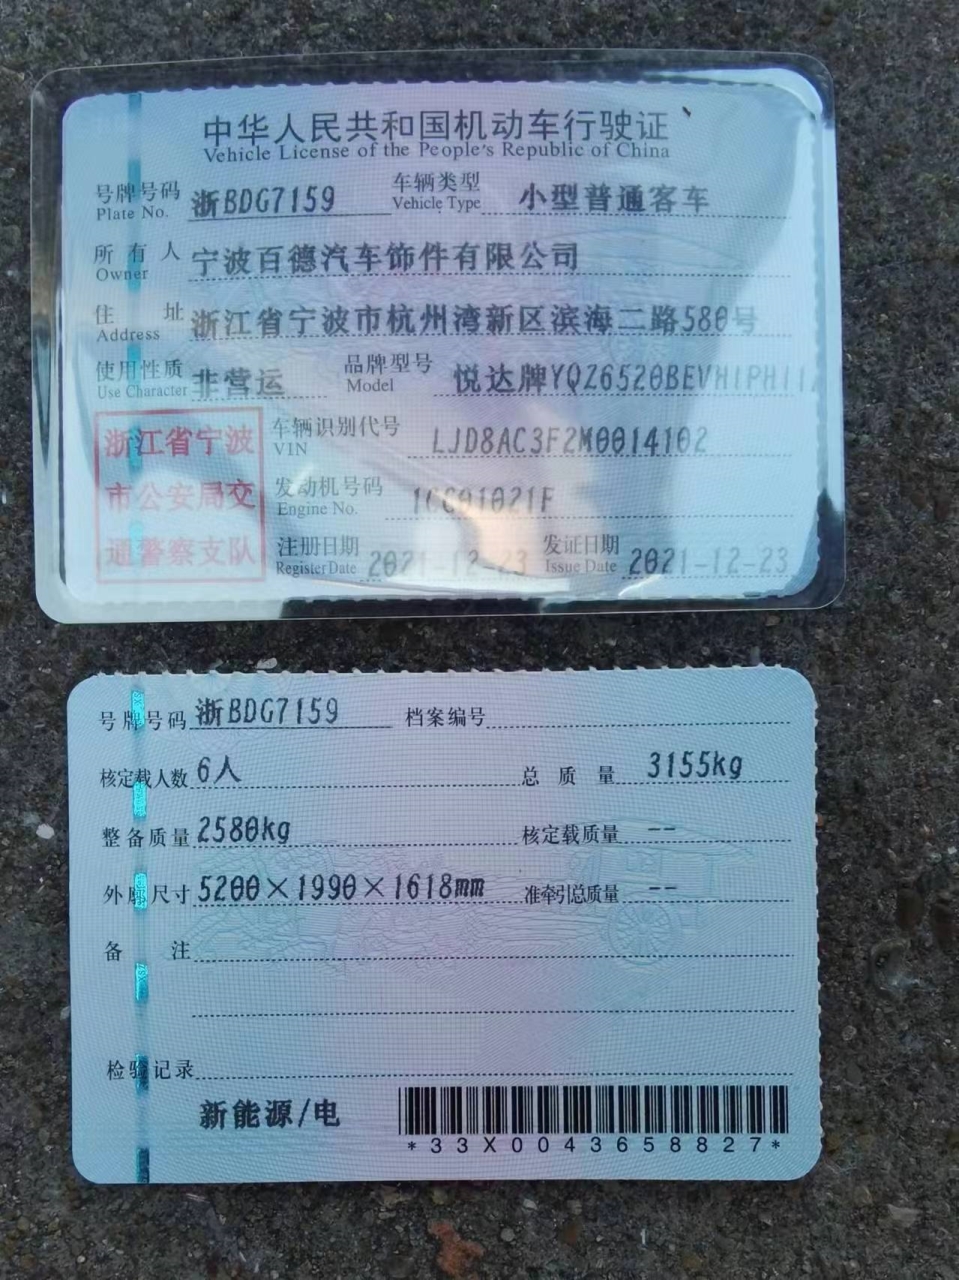 中华人民共和国机动车行驶证
Vehicle License of the People's Republic of China
号牌号码 浙BDG7159 车辆类型 小型普通客车
Plate No. Vehicle Type
所有人 宁波百德汽车饰件有限公司
Owner
住址 浙江省宁波市杭州湾新区滨海二路580号
Address
使用性质 非营运 品牌型号 悦达牌YQZ6520BEVH1PH11
Use Character Model
浙江省宁波
市公安局交
通警察支队
车辆识别代号 LJD8AC3F2M0014102
VIN
发动机号码
Engine No.
注册日期 2021-12-23 发证日期 2021-12-23
Register Date Issue Date
号牌号码 浙BDG7159 档案编号
核定载人数 6人 总质量 3155kg
整备质量 2580kg 核定载质量 --
外廓尺寸 5200×1990×1618mm 准牵引总质量 --
备注
检验记录
新能源/电
*33X0043658827*